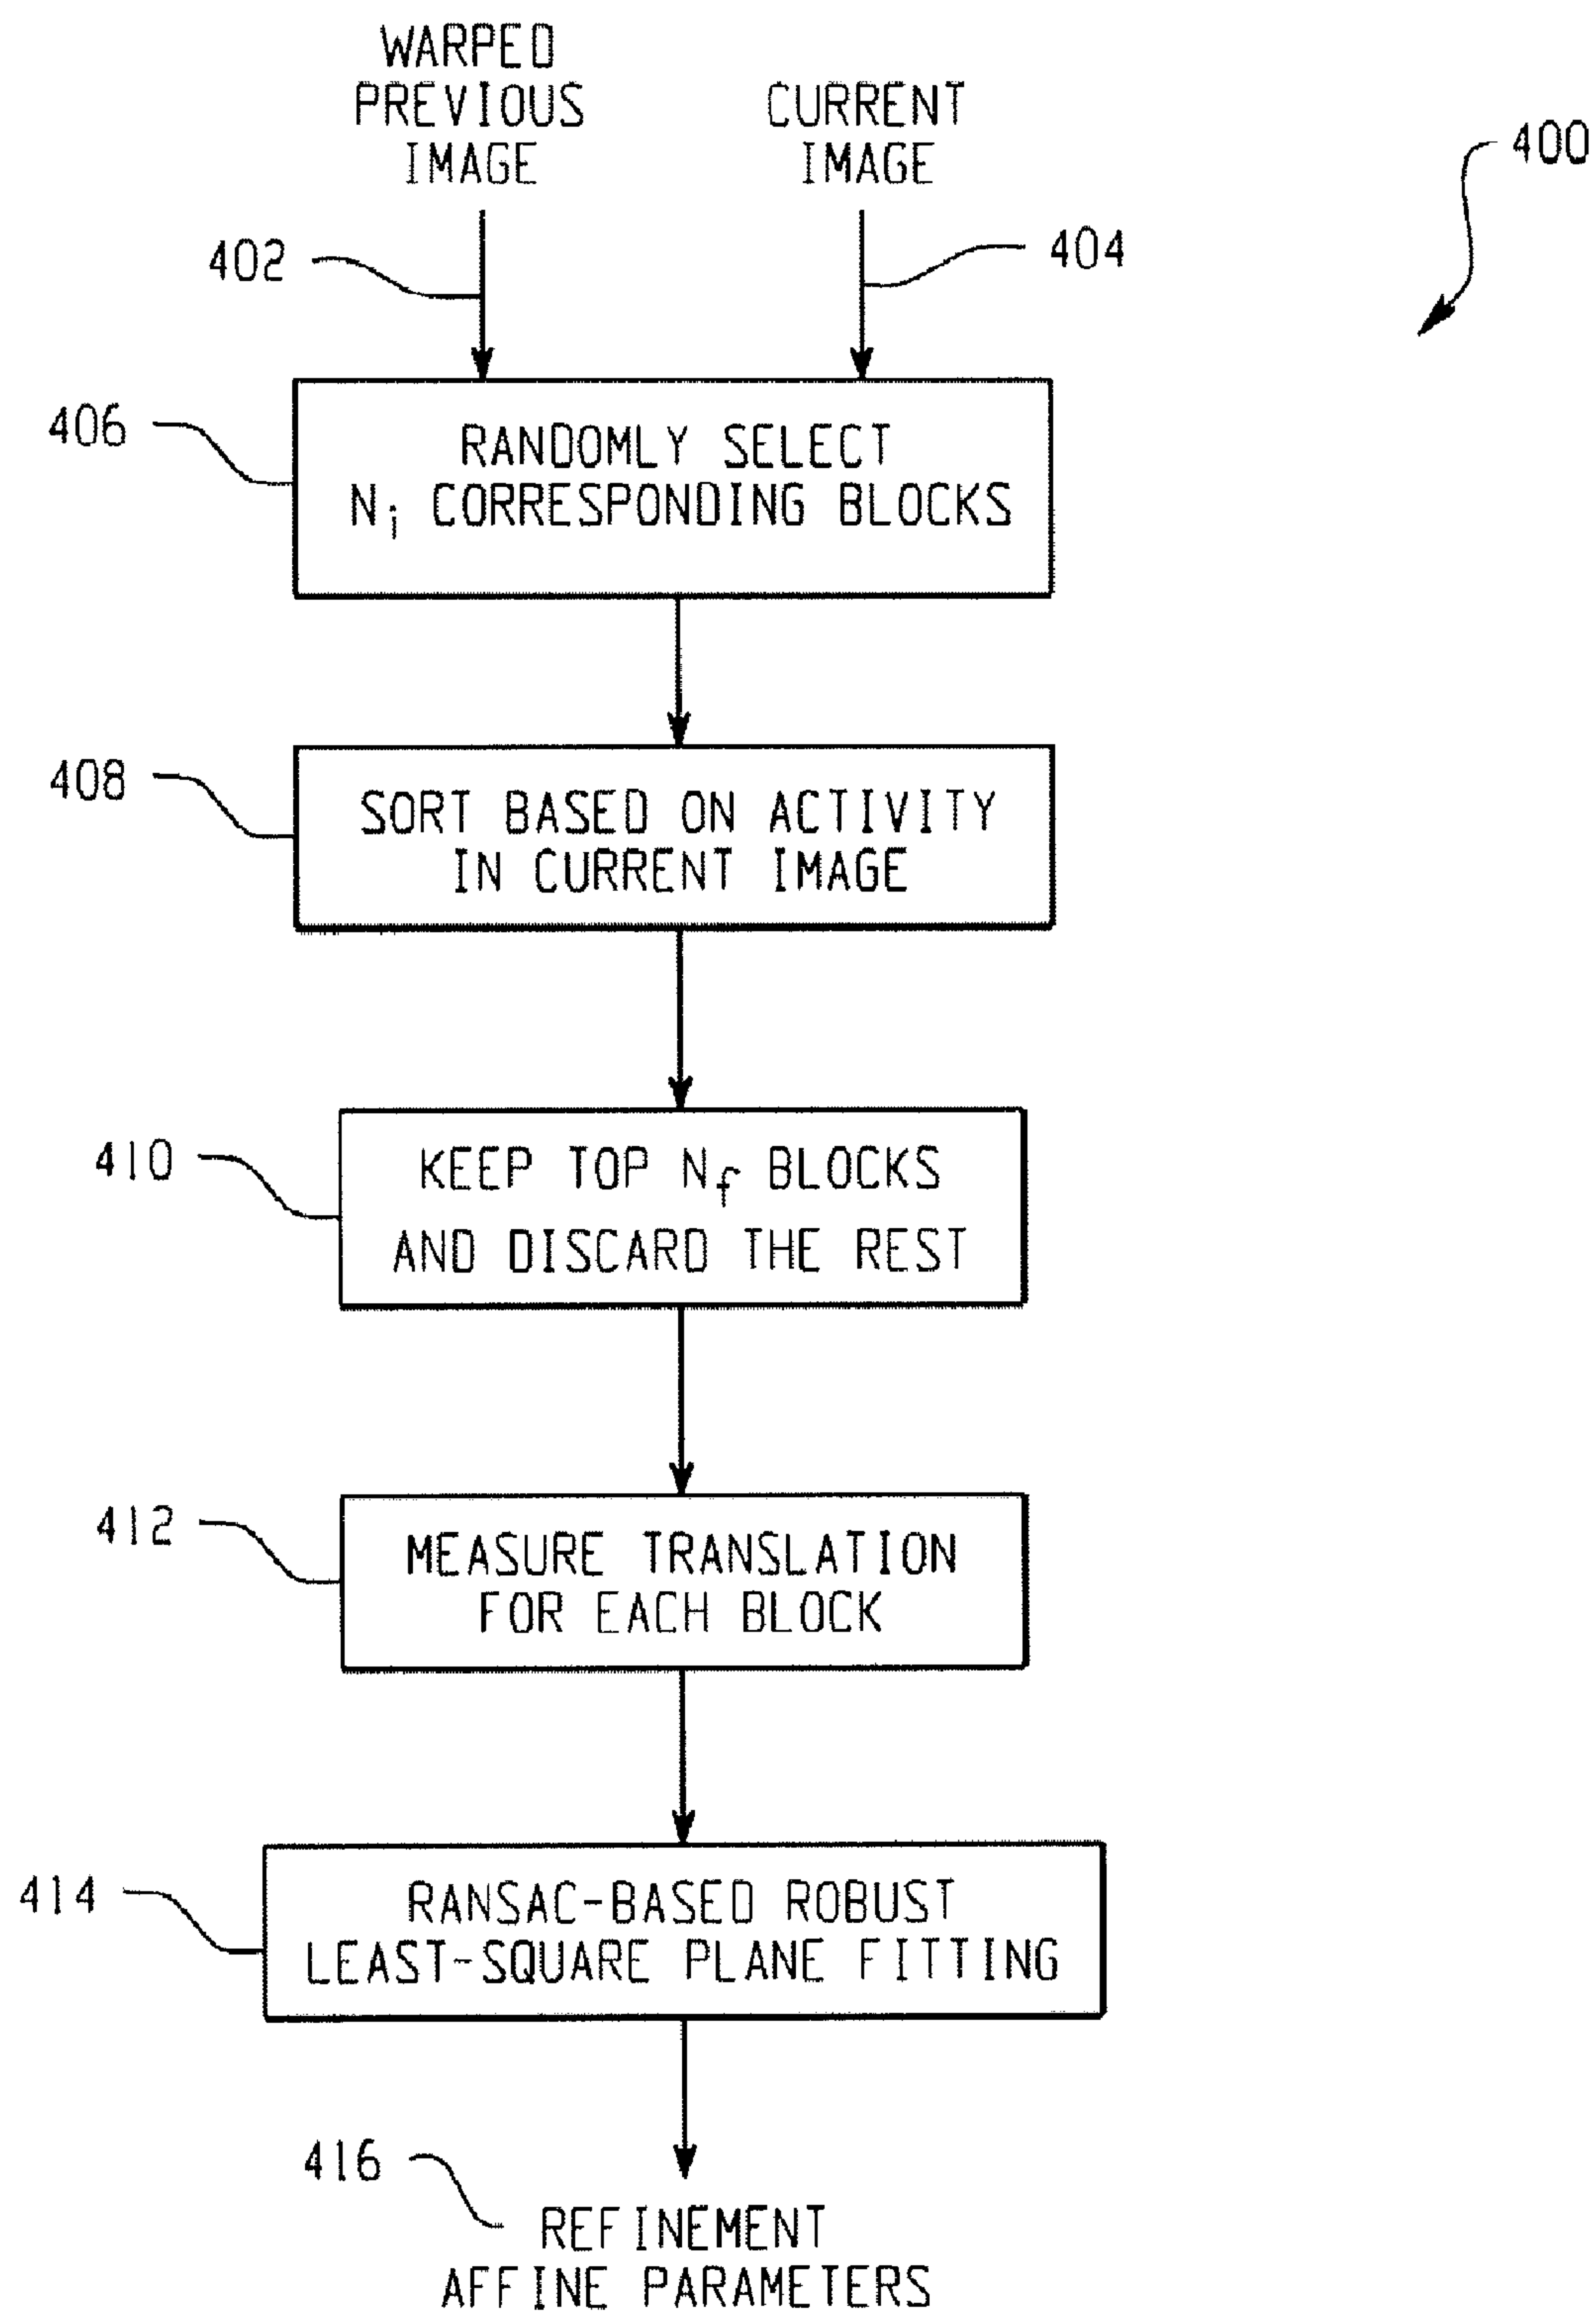 WARPED
PREVIOUS
IMAGE
CURRENT
IMAGE
400
402
404
406
RANDOMLY SELECT
Ni CORRESPONDING BLOCKS
408
SORT BASED ON ACTIVITY
IN CURRENT IMAGE
410
KEEP TOP Nf BLOCKS
AND DISCARD THE REST
412
MEASURE TRANSLATION
FOR EACH BLOCK
414
RANSAC-BASED ROBUST
LEAST-SQUARE PLANE FITTING
416
REFINEMENT
AFFINE PARAMETERS